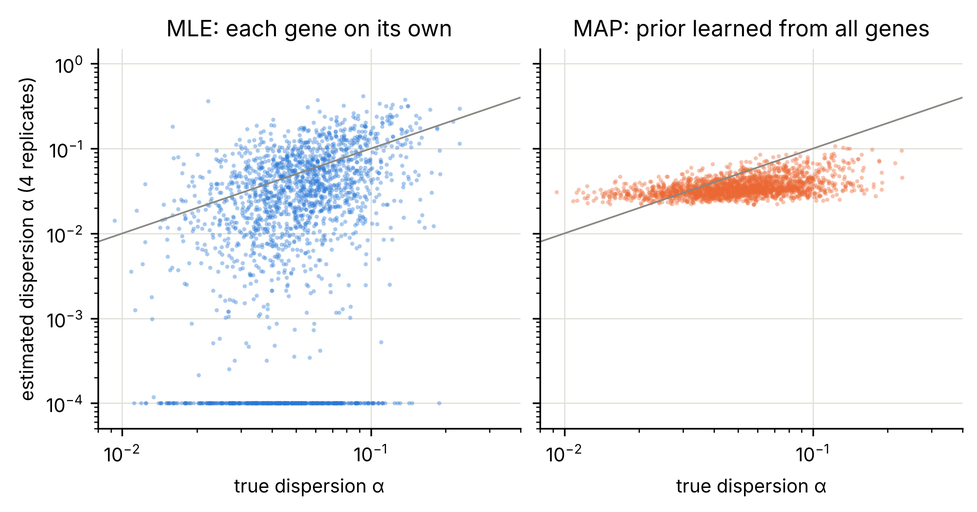 MLE: each gene on its own
MAP: prior learned from all genes
estimated dispersion α (4 replicates)
10⁰
10⁻¹
10⁻²
10⁻³
10⁻⁴
10⁻²
10⁻¹
10⁻²
10⁻¹
true dispersion α
true dispersion α